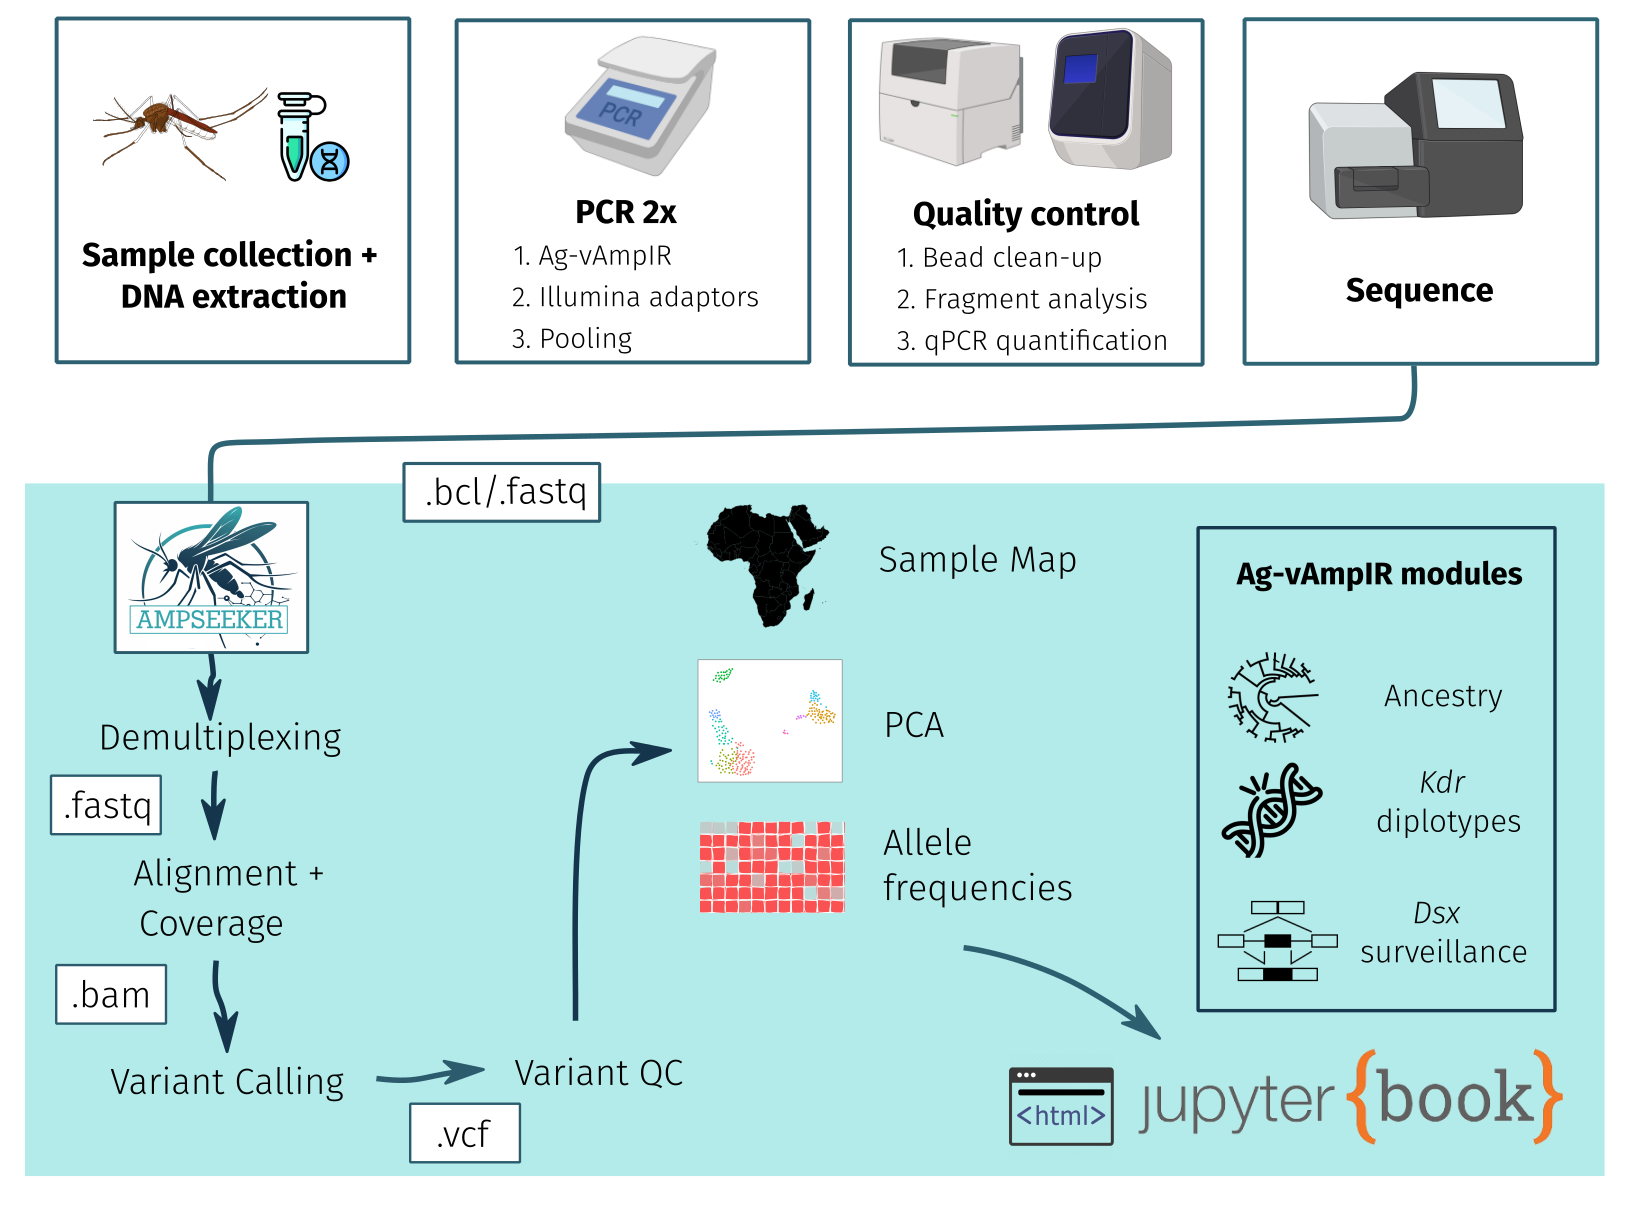 Sample collection +
DNA extraction
PCR
PCR 2x
1. Ag-vAmpIR
2. Illumina adaptors
3. Pooling
Quality control
1. Bead clean-up
2. Fragment analysis
3. qPCR quantification
Sequence
.bcl/.fastq
AMPSEEKER
Demultiplexing
.fastq
Alignment +
Coverage
.bam
Variant Calling
.vcf
Variant QC
Sample Map
PCA
Allele
frequencies
Ag-vAmpIR modules
Ancestry
Kdr
diplotypes
Dsx
surveillance
<html>
jupyter {book}